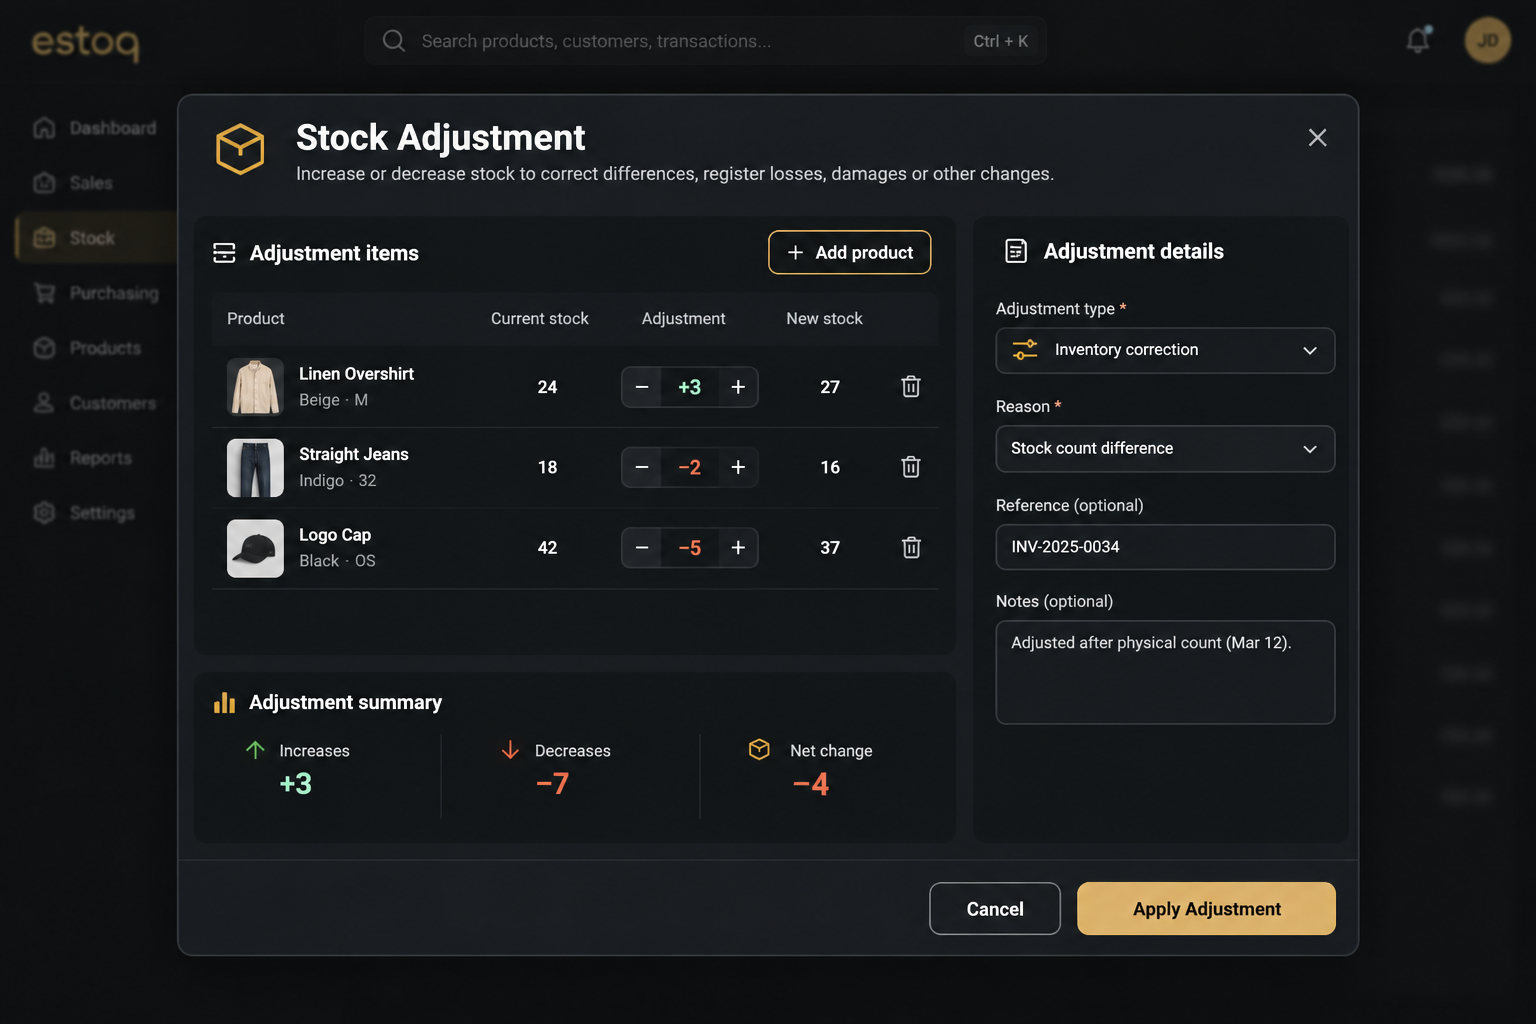 estoq
Search products, customers, transactions...
Ctrl + K
JD
Dashboard
Sales
Stock
Purchasing
Products
Customers
Reports
Settings
Stock Adjustment
Increase or decrease stock to correct differences, register losses, damages or other changes.
Adjustment items
+ Add product
Product Current stock Adjustment New stock
Linen Overshirt
Beige · M
24 − +3 + 27
Straight Jeans
Indigo · 32
18 − −2 + 16
Logo Cap
Black · OS
42 − −5 + 37
Adjustment summary
Increases
+3
Decreases
−7
Net change
−4
Adjustment details
Adjustment type *
Inventory correction
Reason *
Stock count difference
Reference (optional)
INV-2025-0034
Notes (optional)
Adjusted after physical count (Mar 12).
Cancel
Apply Adjustment